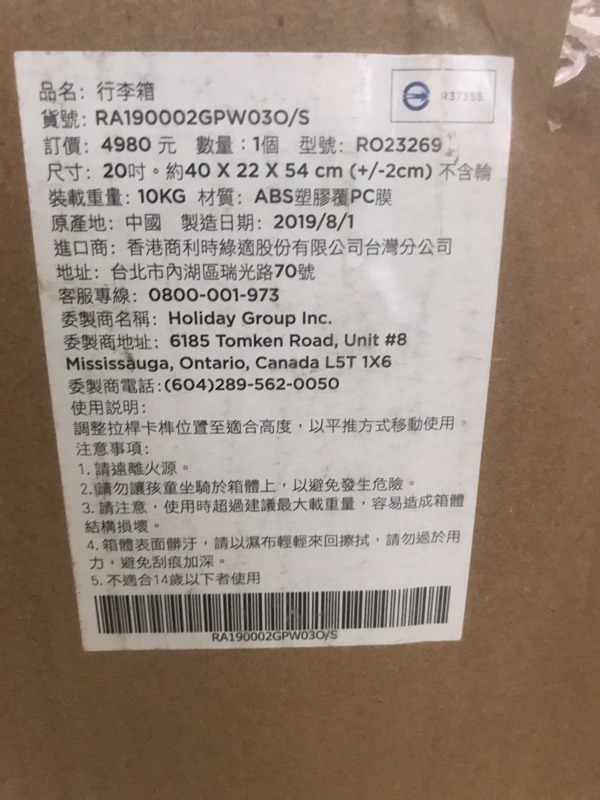 品名: 行李箱
R37355
貨號: RA190002GPW03O/S
訂價: 4980 元 數量:1個 型號: RO23269
尺寸: 20吋。約40 X 22 X 54 cm (+/-2cm) 不含輪
裝載重量: 10KG 材質: ABS塑膠覆PC膜
原產地: 中國 製造日期: 2019/8/1
進口商: 香港商利時綠適股份有限公司台灣分公司
地址: 台北市內湖區瑞光路70號
客服專線: 0800-001-973
委製商名稱: Holiday Group Inc.
委製商地址: 6185 Tomken Road, Unit #8
Mississauga, Ontario, Canada L5T 1X6
委製商電話:(604)289-562-0050
使用説明:
調整拉桿卡榫位置至適合高度，以平推方式移動使用。
注意事項:
1. 請遠離火源。
2. 請勿讓孩童坐騎於箱體上，以避免發生危險。
3. 請注意，使用時超過建議最大載重量，容易造成箱體
結構損壞。
4. 箱體表面髒汙，請以濕布輕輕來回擦拭，請勿過於用
力，避免刮痕加深。
5. 不適合14歲以下者使用
RA190002GPW03O/S